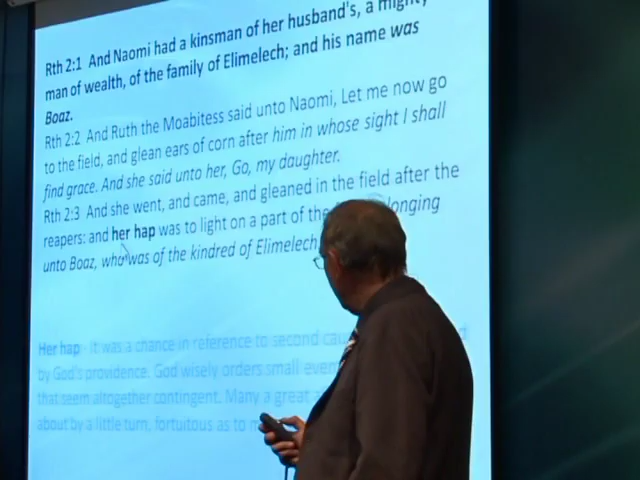 Rth 2:1 And Naomi had a kinsman of her husband's, a mighty
man of wealth, of the family of Elimelech; and his name was
Boaz.
Rth 2:2 And Ruth the Moabitess said unto Naomi, Let me now go
to the field, and glean ears of corn after him in whose sight I shall
find grace. And she said unto her, Go, my daughter.
Rth 2:3 And she went, and came, and gleaned in the field after the
reapers: and her hap was to light on a part of the longing
unto Boaz, who was of the kindred of Elimelech.
Her hap - It was a chance in reference to second
by God's providence. God wisely orders small
that seem altogether contingent. Many a great
about by a little turn, fortuitous as to